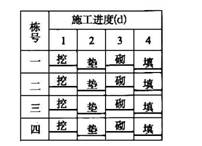 栋号 施工进度(d)
1 2 3 4
一 挖 垫 砌 填
二 挖 垫 砌 填
三 挖 垫 砌 填
四 挖 垫 砌 填